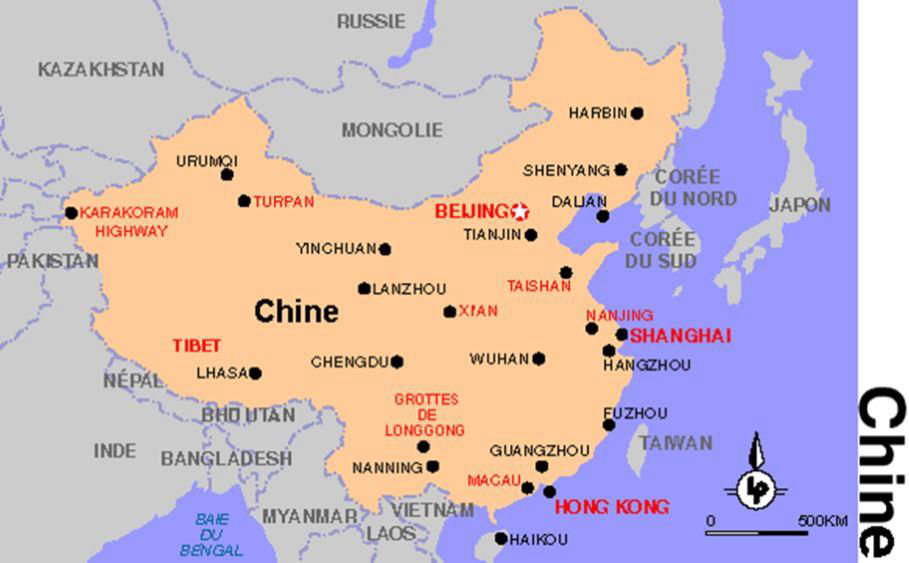 RUSSIE
KAZAKHSTAN
MONGOLIE
HARBIN
URUMQI
SHENYANG
CORÉE
DU NORD
TURPAN
DALIAN
KARAKORAM
HIGHWAY
BEIJING
JAPON
TIANJIN
CORÉE
DU SUD
YINCHUAN
PAKISTAN
TAISHAN
LANZHOU
Chine
XI'AN
NANJING
SHANGHAI
TIBET
CHENGDU
WUHAN
HANGZHOU
LHASA
NÉPAL
GROTTES
DE
LONGGONG
BHOUTAN
FUZHOU
TAIWAN
INDE
BANGLADESH
GUANGZHOU
NANNING
MACAU
HONG KONG
VIETNAM
MYANMAR
BAIE
DU
BENGAL
LAOS
HAIKOU
LP
0 500KM
Chine